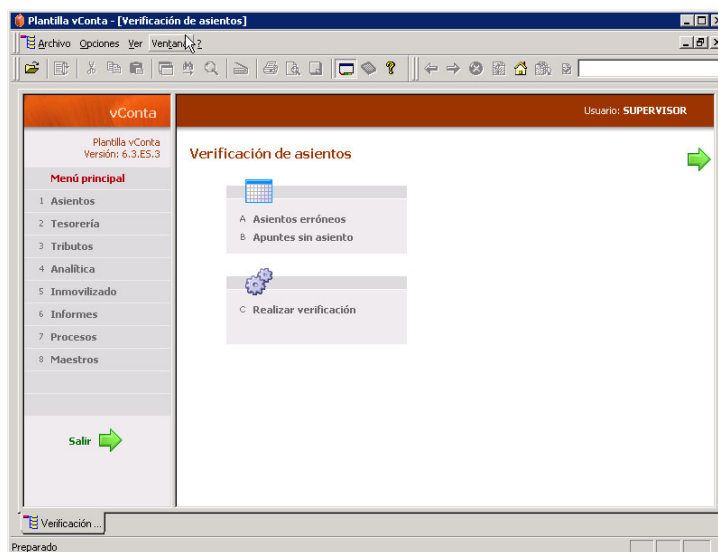 Plantilla vConta - [Verificación de asientos]
Archivo Opciones Ver Ventana ?
vConta
Usuario: SUPERVISOR
Plantilla vConta
Versión: 6.3.ES.3
Verificación de asientos
Menú principal
1 Asientos
2 Tesorería
3 Tributos
4 Analítica
5 Inmovilizado
6 Informes
7 Procesos
8 Maestros
A Asientos erróneos
B Apuntes sin asiento
C Realizar verificación
Salir
Verificación ...
Preparado